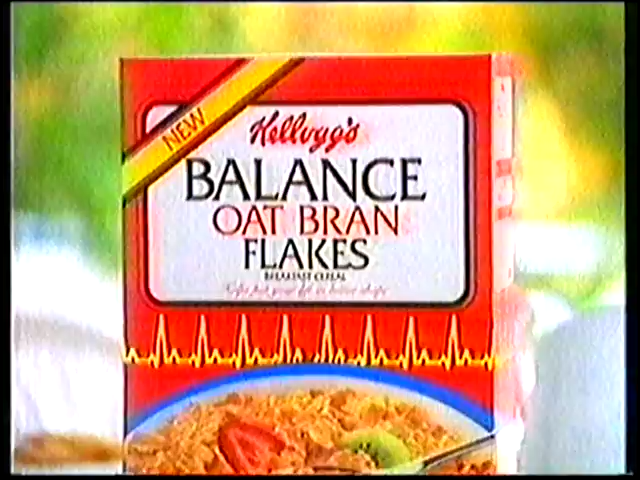 NEW
Kellogg's
BALANCE
OAT BRAN
FLAKES
BREAKFAST CEREAL